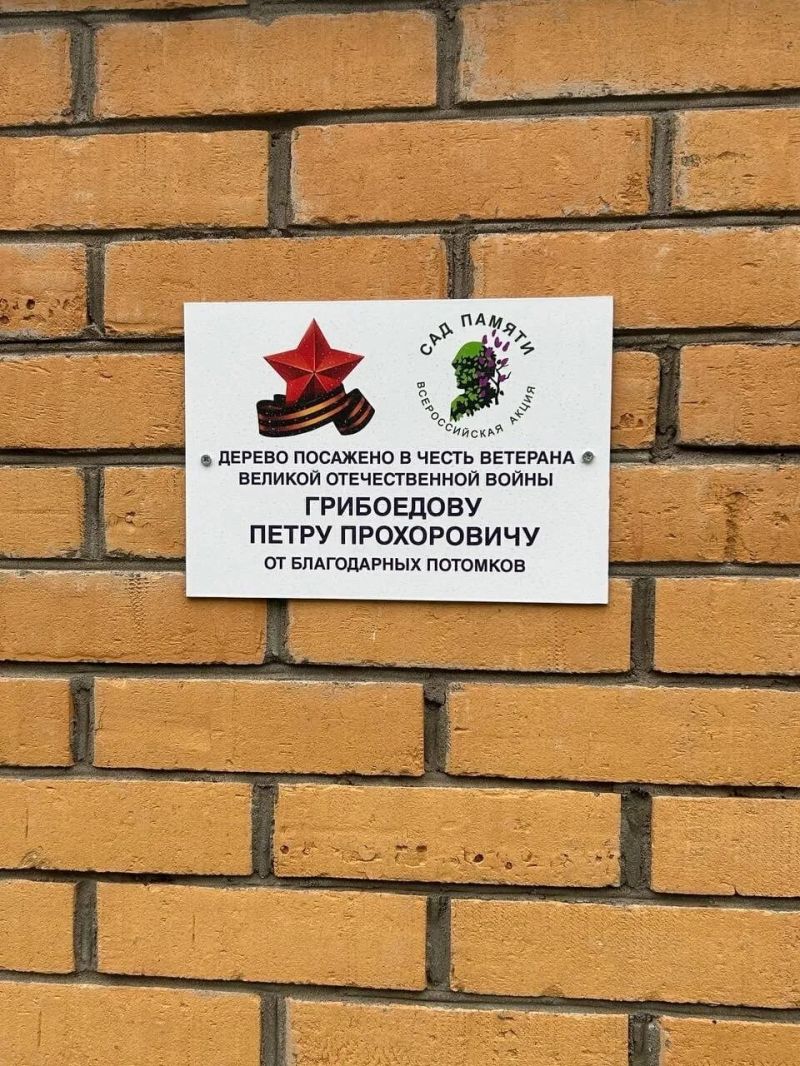 САД ПАМЯТИ
ВСЕРОССИЙСКАЯ АКЦИЯ
ДЕРЕВО ПОСАЖЕНО В ЧЕСТЬ ВЕТЕРАНА
ВЕЛИКОЙ ОТЕЧЕСТВЕННОЙ ВОЙНЫ
ГРИБОЕДОВУ
ПЕТРУ ПРОХОРОВИЧУ
ОТ БЛАГОДАРНЫХ ПОТОМКОВ